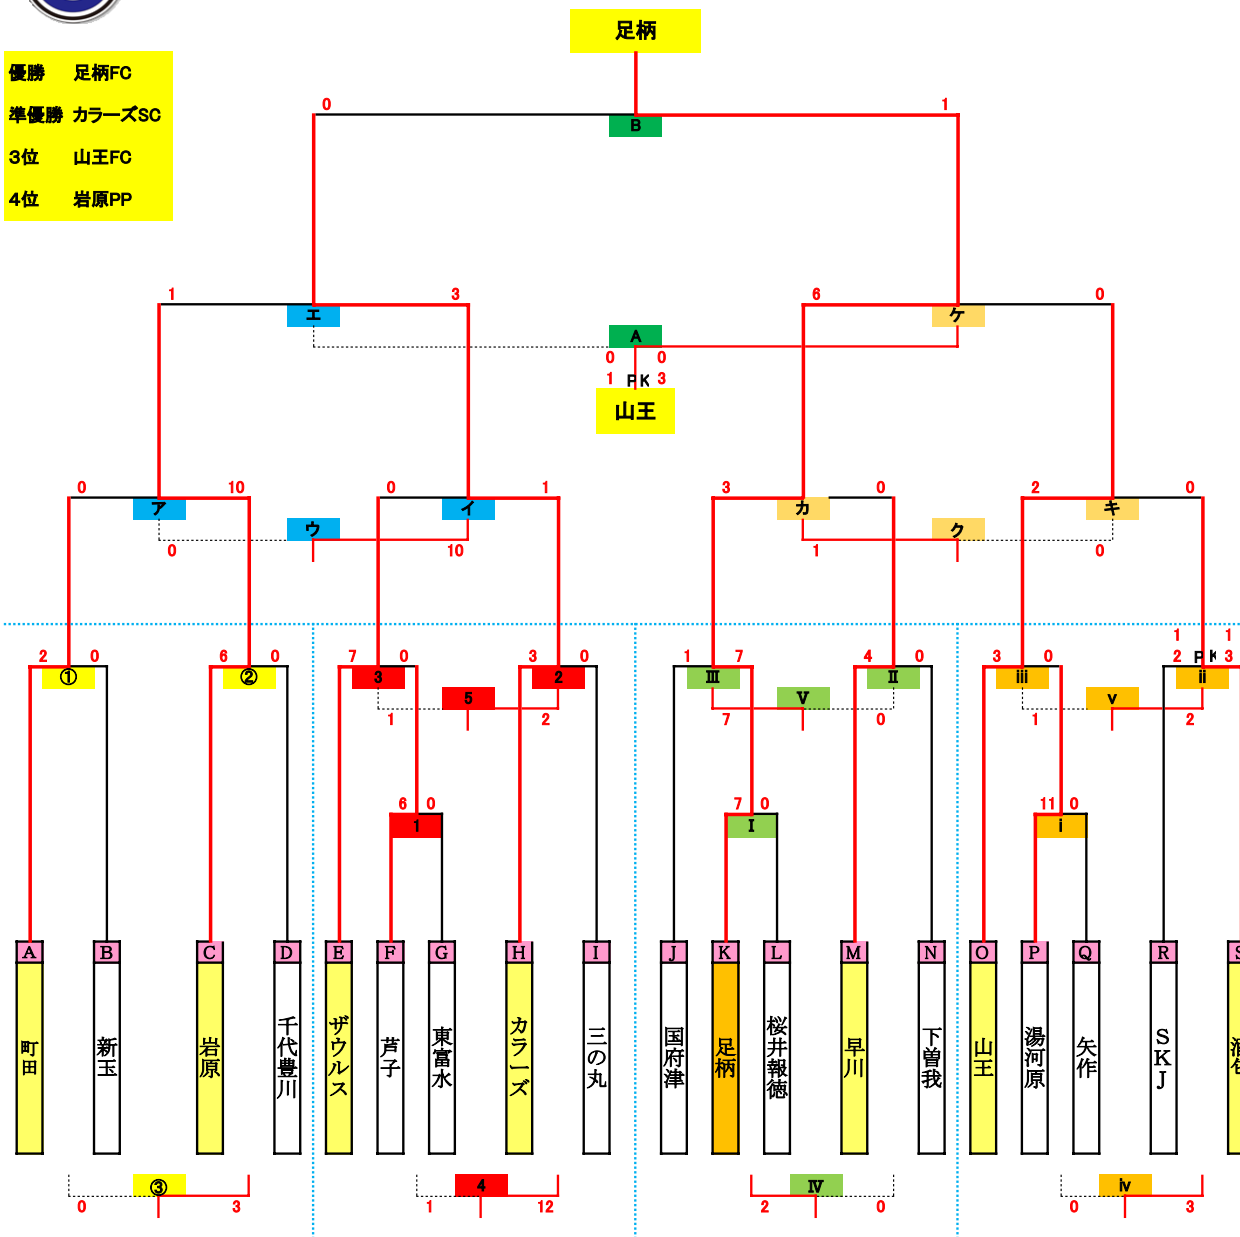 足柄
優勝 足柄FC
準優勝 カラーズSC
3位 山王FC
4位 岩原PP
0 1
B
1 3 6 0
エ ケ
A
0 0
1 PK 3
山王
0 10 0 1 3 0 2 0
ア イ カ キ
ウ ク
0 10 1 0
1 1
2 0 6 0 7 0 3 0 1 7 4 0 3 0 2 PK 3
① ② 3 2 Ⅲ Ⅱ ⅲ ⅱ
5 Ⅴ ⅴ
1 2 7 0 1 2
6 0 7 0 11 0
1 Ⅰ ⅰ
A B C D E F G H I J K L M N O P Q R S
町田
新玉
岩原
千代豊川
ザウルス
芦子
東富水
カラーズ
三の丸
国府津
足柄
桜井報徳
早川
下曽我
山王
湯河原
矢作
SKJ
③ 4 Ⅳ ⅳ
0 3 1 12 2 0 0 3